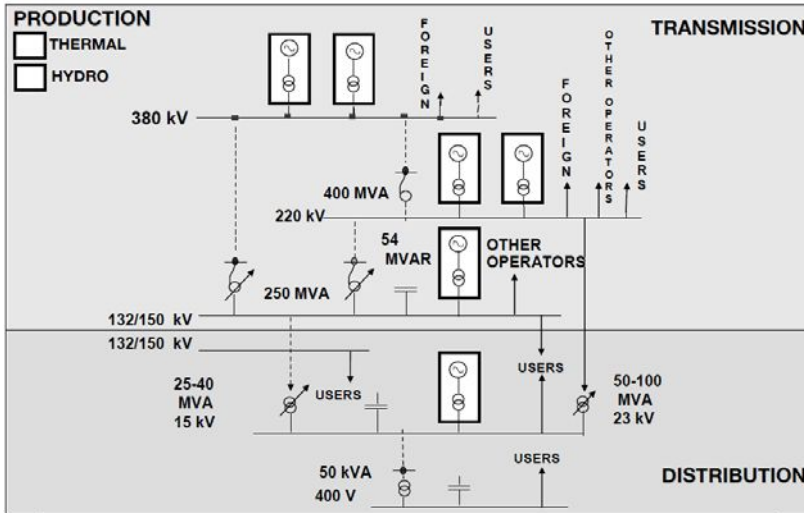 PRODUCTION
THERMAL
HYDRO
TRANSMISSION
FOREIGN
USERS
FOREIGN
OTHER OPERATORS
USERS
380 kV
400 MVA
220 kV
54
MVAR
OTHER
OPERATORS
250 MVA
132/150 kV
132/150 kV
25-40
MVA
15 kV
USERS
USERS
50-100
MVA
23 kV
USERS
50 kVA
400 V
DISTRIBUTION